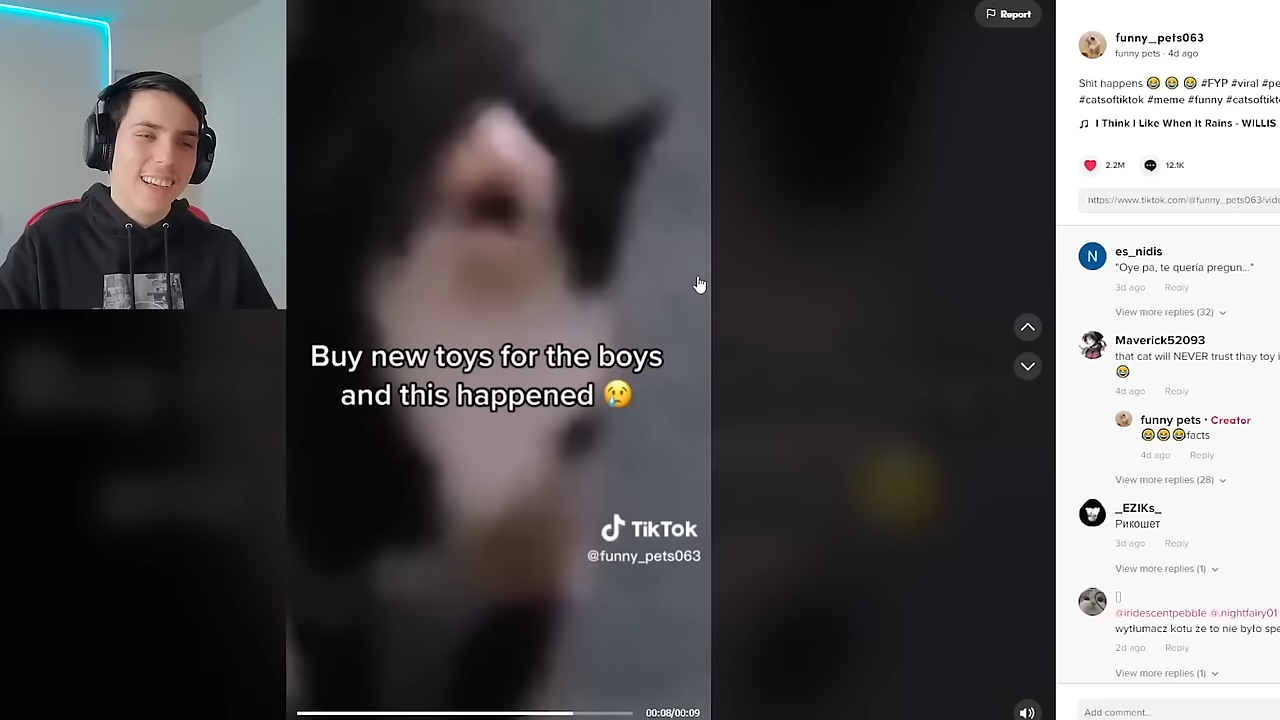 Report
funny_pets063
funny pets · 4d ago
Shit happens 😂 😂 😂 #FYP #viral
#catsoftiktok #meme #funny
I Think I Like When It Rains - WILLIS
2.2M
12.1K
https://www.tiktok.com/@funny_pets063/
es_nidis
"Oye pa, te quería pregun..."
3d ago Reply
View more replies (32)
N
Maverick52093
that cat will NEVER trust thay toy
😂
4d ago Reply
funny pets · Creator
😂😂😂facts
4d ago Reply
View more replies (28)
_EZIKs_
Рикошет
3d ago Reply
View more replies (1)
@iridescentpebble @.nightfairy01
wytłumacz kotu że to nie było
2d ago Reply
View more replies (1)
Add comment...
Buy new toys for the boys
and this happened 😢
TikTok
@funny_pets063
00:08/00:09